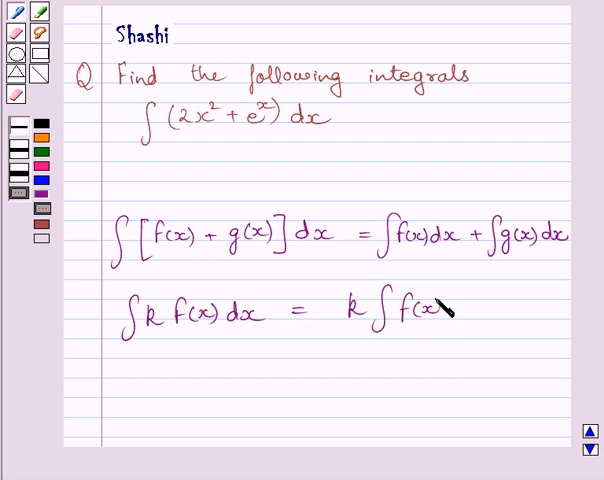 Shashi
Q Find the following integrals
∫ (2x² + eˣ) dx
∫ [f(x) + g(x)] dx = ∫f(x)dx + ∫g(x)dx
∫ k f(x) dx = k ∫ f(x)